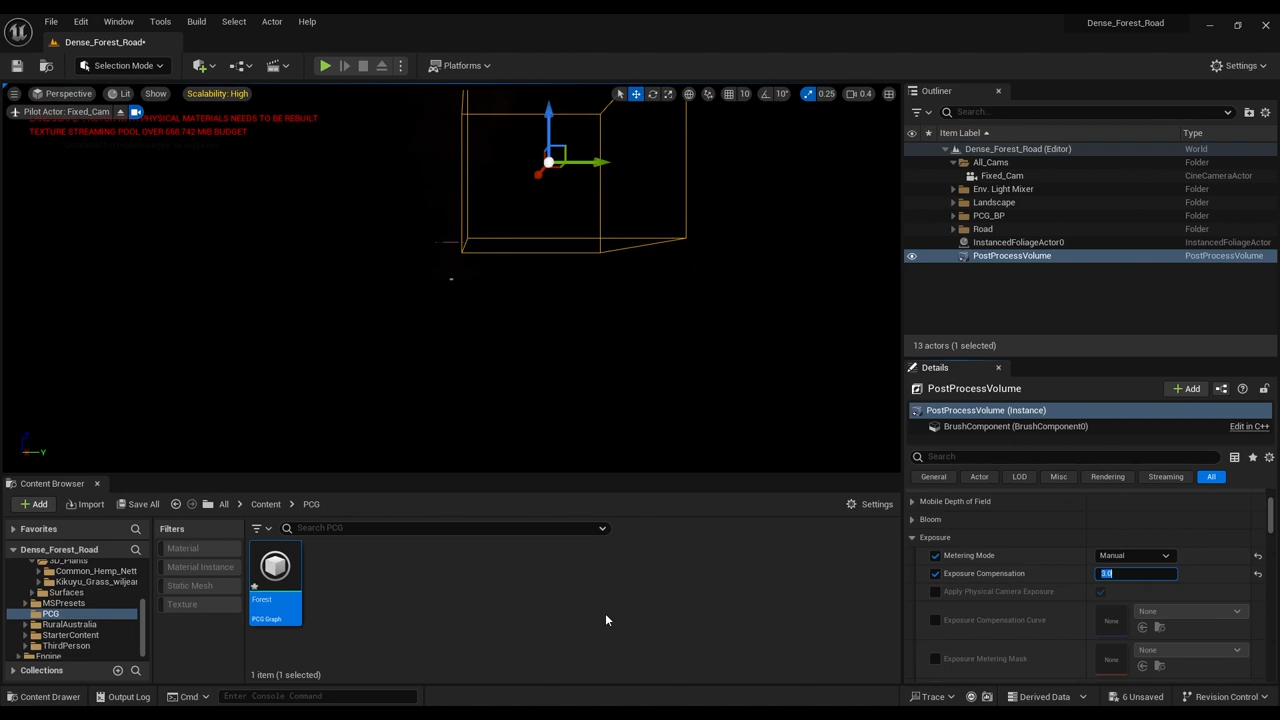 File Edit Window Tools Build Select Actor Help
Dense_Forest_Road
Dense_Forest_Road*
Selection Mode
Platforms
Settings
Perspective Lit Show Scalability: High
10 10° 0.25 0.4
Pilot Actor: Fixed_Cam
PHYSICAL MATERIALS NEEDS TO BE REBUILT
TEXTURE STREAMING POOL OVER 668.742 MiB BUDGET
Y
Outliner
Search...
Item Label Type
Dense_Forest_Road (Editor) World
All_Cams Folder
Fixed_Cam CineCameraActor
Env. Light Mixer Folder
Landscape Folder
PCG_BP Folder
Road Folder
InstancedFoliageActor0 InstancedFoliageActor
PostProcessVolume PostProcessVolume
13 actors (1 selected)
Details
PostProcessVolume
Add
PostProcessVolume (Instance)
BrushComponent (BrushComponent0) Edit in C++
Search
General Actor LOD Misc Rendering Streaming All
Mobile Depth of Field
Bloom
Exposure
Metering Mode Manual
Exposure Compensation 3.0
Apply Physical Camera Exposure
Exposure Compensation Curve None None
Exposure Metering Mask None None
Content Browser
Add Import Save All All Content PCG
Settings
Favorites
Dense_Forest_Road
3D_Plants
Common_Hemp_Nett
Kikuyu_Grass_wiljear
Surfaces
MSPresets
PCG
RuralAustralia
StarterContent
ThirdPerson
Engine
Collections
Filters
Material
Material Instance
Static Mesh
Texture
Search PCG
Forest
PCG Graph
1 item (1 selected)
Content Drawer Output Log Cmd Enter Console Command
Trace Derived Data 6 Unsaved Revision Control